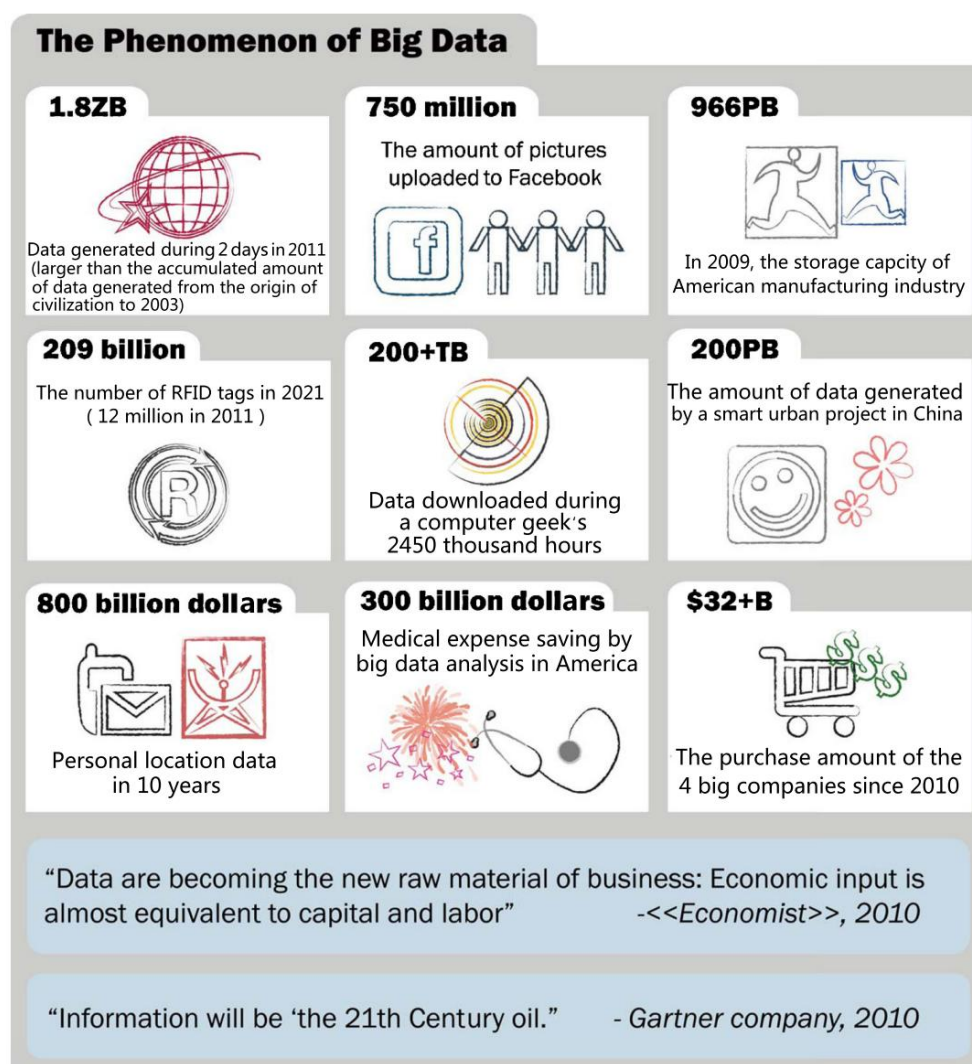 The Phenomenon of Big Data
1.8ZB
Data generated during 2 days in 2011
(larger than the accumulated amount
of data generated from the origin of
civilization to 2003)
750 million
The amount of pictures
uploaded to Facebook
f
966PB
In 2009, the storage capcity of
American manufacturing industry
209 billion
The number of RFID tags in 2021
( 12 million in 2011 )
R
200+TB
Data downloaded during
a computer geek's
2450 thousand hours
200PB
The amount of data generated
by a smart urban project in China
800 billion dollars
Personal location data
in 10 years
300 billion dollars
Medical expense saving by
big data analysis in America
$32+B
$$$
The purchase amount of the
4 big companies since 2010
“Data are becoming the new raw material of business: Economic input is
almost equivalent to capital and labor” -<<Economist>>, 2010
“Information will be ‘the 21th Century oil.” - Gartner company, 2010